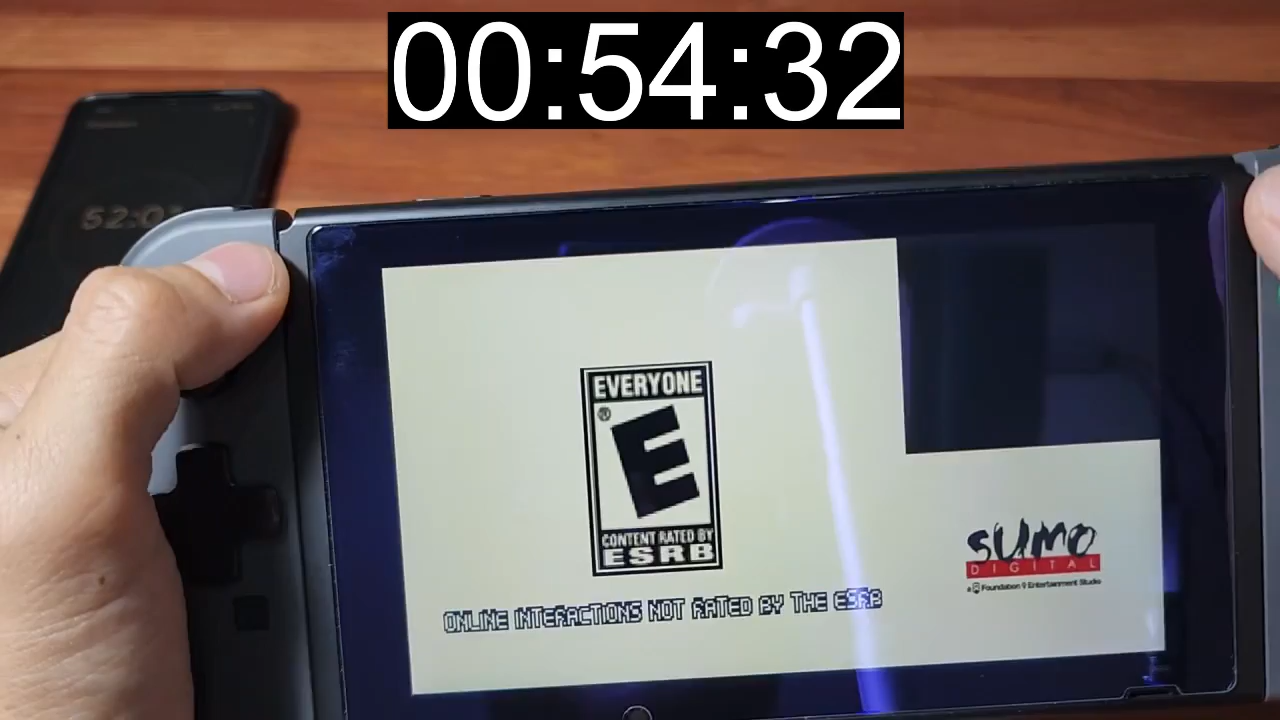 00:54:32
EVERYONE
®
E
CONTENT RATED BY
ESRB
ONLINE INTERACTIONS NOT RATED BY THE ESRB
sumo
DIGITAL
a Foundation 9 Entertainment Studio